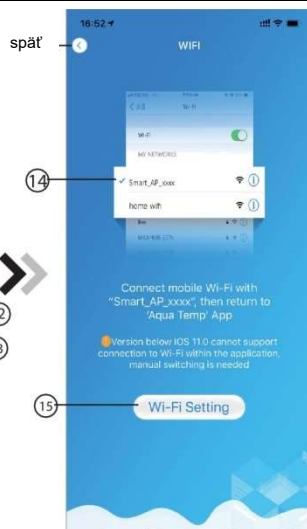 16:52
späť
WIFI
Wi-Fi
Wi-Fi
MY NETWORKS
14
✓ Smart_AP_xxxx
home wifi
Connect mobile Wi-Fi with
“Smart_AP_xxxx”, then return to
‘Aqua Temp’ App
Version below IOS 11.0 cannot support
connection to Wi-Fi within the application,
manual switching is needed
15
Wi-Fi Setting